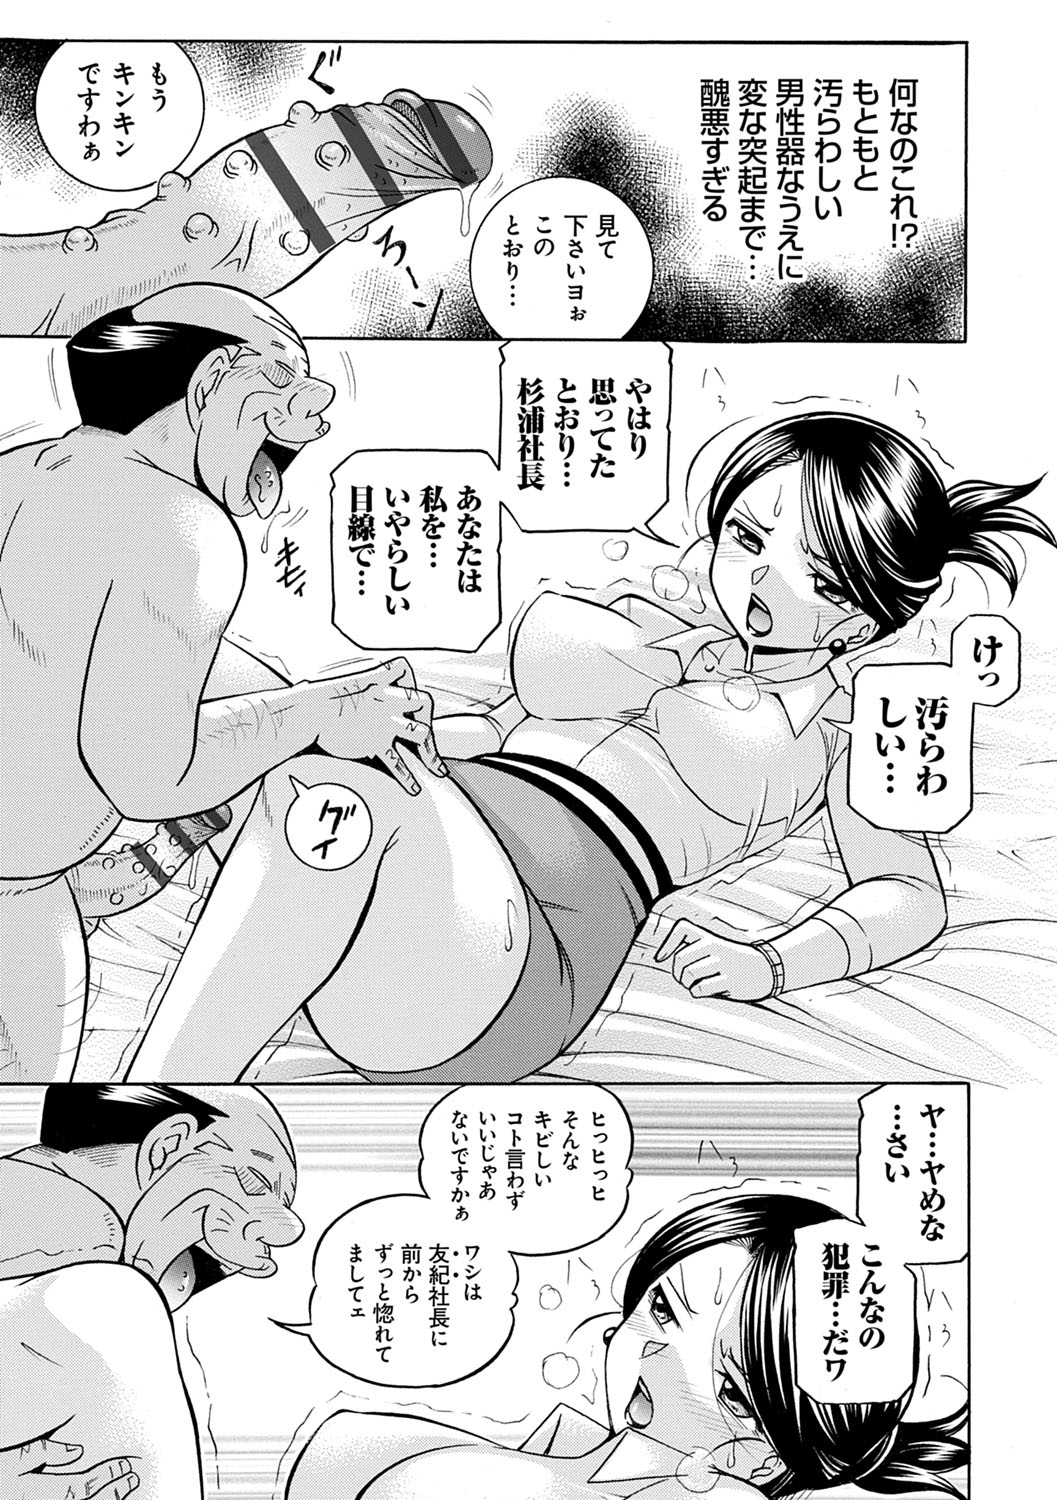 何なのこれ!?
もともと
汚らわしい
男性器なうえに
変な突起まで…
醜悪すぎる
見て
下さいヨぉ
この
とおり…
もう
キンキン
ですわぁ
やはり
思ってた
とおり…
杉浦社長
あなたは
私を…
いやらしい
目線で…
けっ
汚らわ
しい…
グイ
ヤ…ヤめな
…さい
こんなの
犯罪…だワ
ヒっヒっヒ
そんな
キビしい
コト言わず
いいじゃあ
ないですかぁ
ワシは
友紀社長に
前から
ずっと惚れて
ましてェ